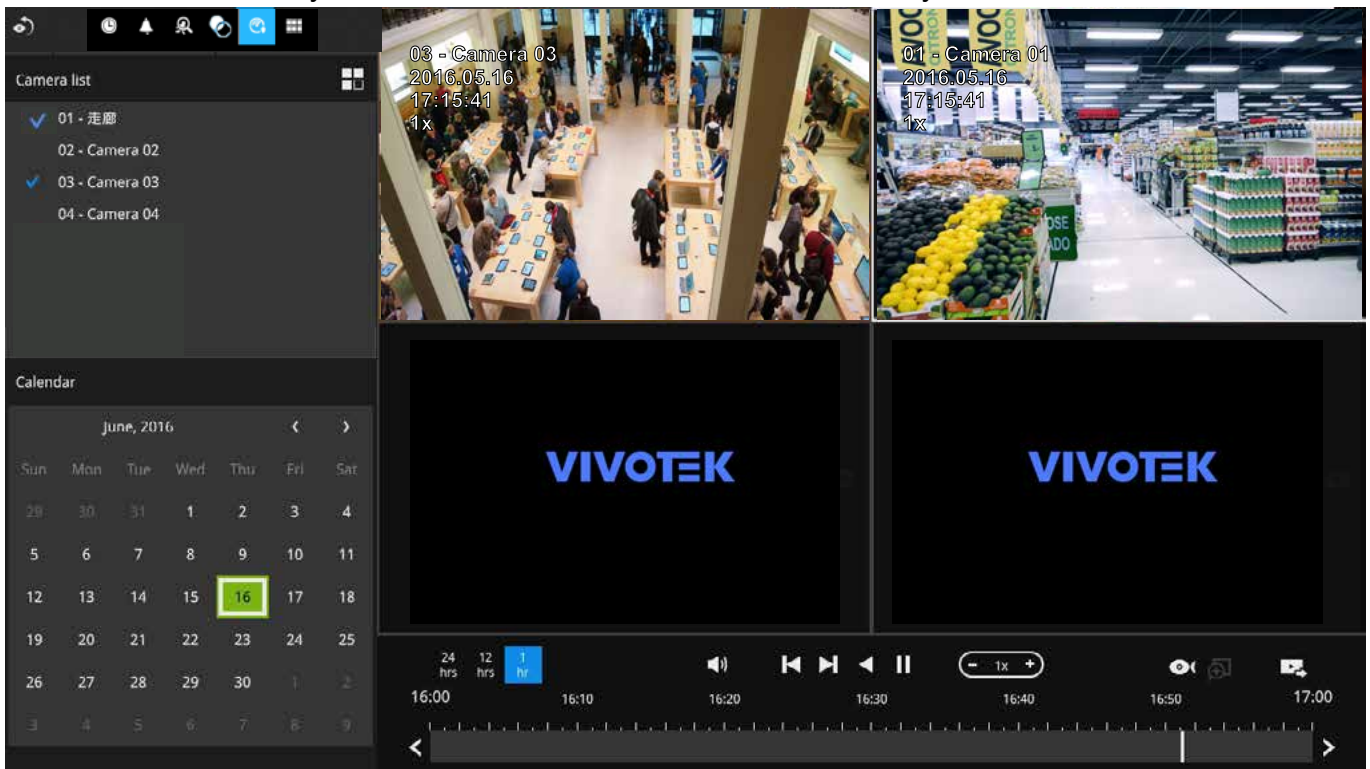 Camera list
01 - 走廊
02 - Camera 02
03 - Camera 03
04 - Camera 04
Calendar
June, 2016
Sun Mon Tue Wed Thu Fri Sat
29 30 31 1 2 3 4
5 6 7 8 9 10 11
12 13 14 15 16 17 18
19 20 21 22 23 24 25
26 27 28 29 30 1 2
3 4 5 6 7 8 9
03 - Camera 03
2016.05.16
17:15:41
1x
01 - Camera 01
2016.05.16
17:15:41
1x
VIVOTEK
VIVOTEK
24 hrs 12 hrs 1 hr
- 1x +
16:00 16:10 16:20 16:30 16:40 16:50 17:00